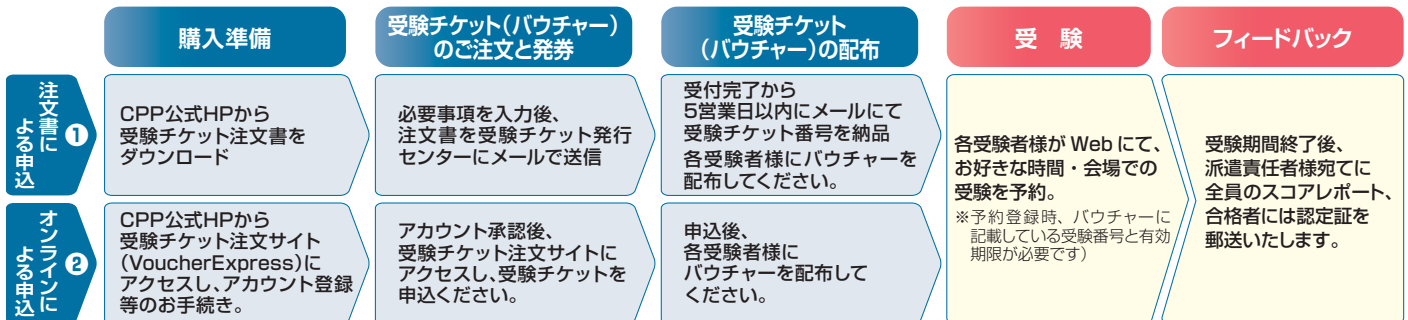 購入準備
受験チケット(バウチャー)
のご注文と発券
受験チケット
(バウチャー)の配布
受 験
フィードバック
注文書に
よる申込
❶
CPP公式HPから
受験チケット注文書を
ダウンロード
必要事項を入力後、
注文書を受験チケット発行
センターにメールで送信
受付完了から
5営業日以内にメールにて
受験チケット番号を納品
各受験者様にバウチャーを
配布してください。
オンラインに
よる申込
❷
CPP公式HPから
受験チケット注文サイト
(VoucherExpress)に
アクセスし、アカウント登録
等のお手続き。
アカウント承認後、
受験チケット注文サイトに
アクセスし、受験チケットを
申込ください。
申込後、
各受験者様に
バウチャーを配布して
ください。
各受験者様が Web にて、
お好きな時間・会場での
受験を予約。
※予約登録時、バウチャーに
記載している受験番号と有効
期限が必要です)
受験期間終了後、
派遣責任者様宛てに
全員のスコアレポート、
合格者には認定証を
郵送いたします。